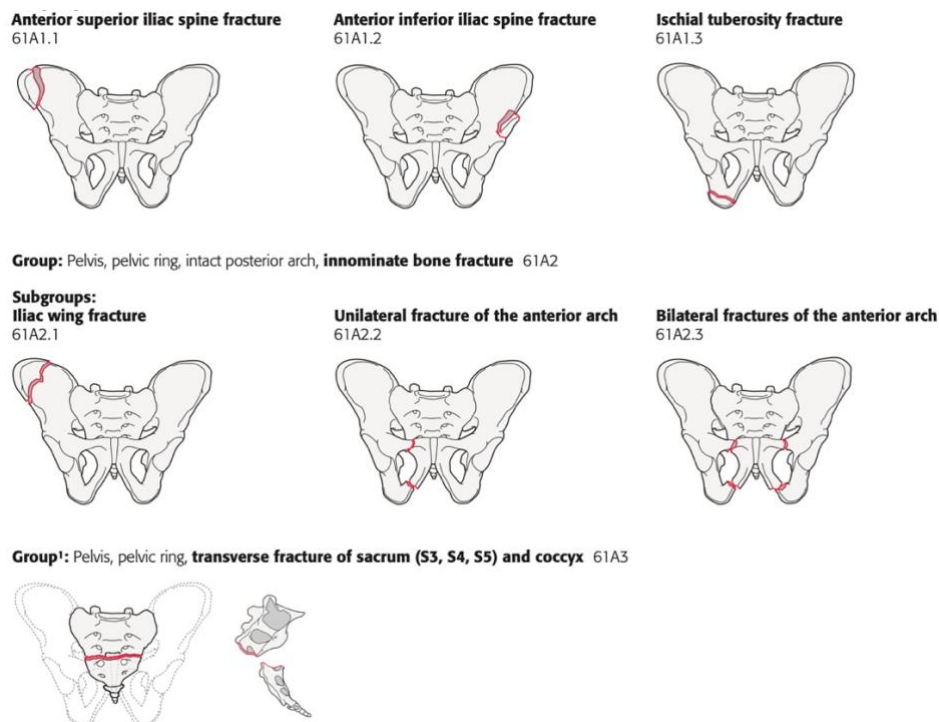 Anterior superior iliac spine fracture
61A1.1
Anterior inferior iliac spine fracture
61A1.2
Ischial tuberosity fracture
61A1.3
Group: Pelvis, pelvic ring, intact posterior arch, innominate bone fracture 61A2
Subgroups:
Iliac wing fracture
61A2.1
Unilateral fracture of the anterior arch
61A2.2
Bilateral fractures of the anterior arch
61A2.3
Group¹: Pelvis, pelvic ring, transverse fracture of sacrum (S3, S4, S5) and coccyx 61A3